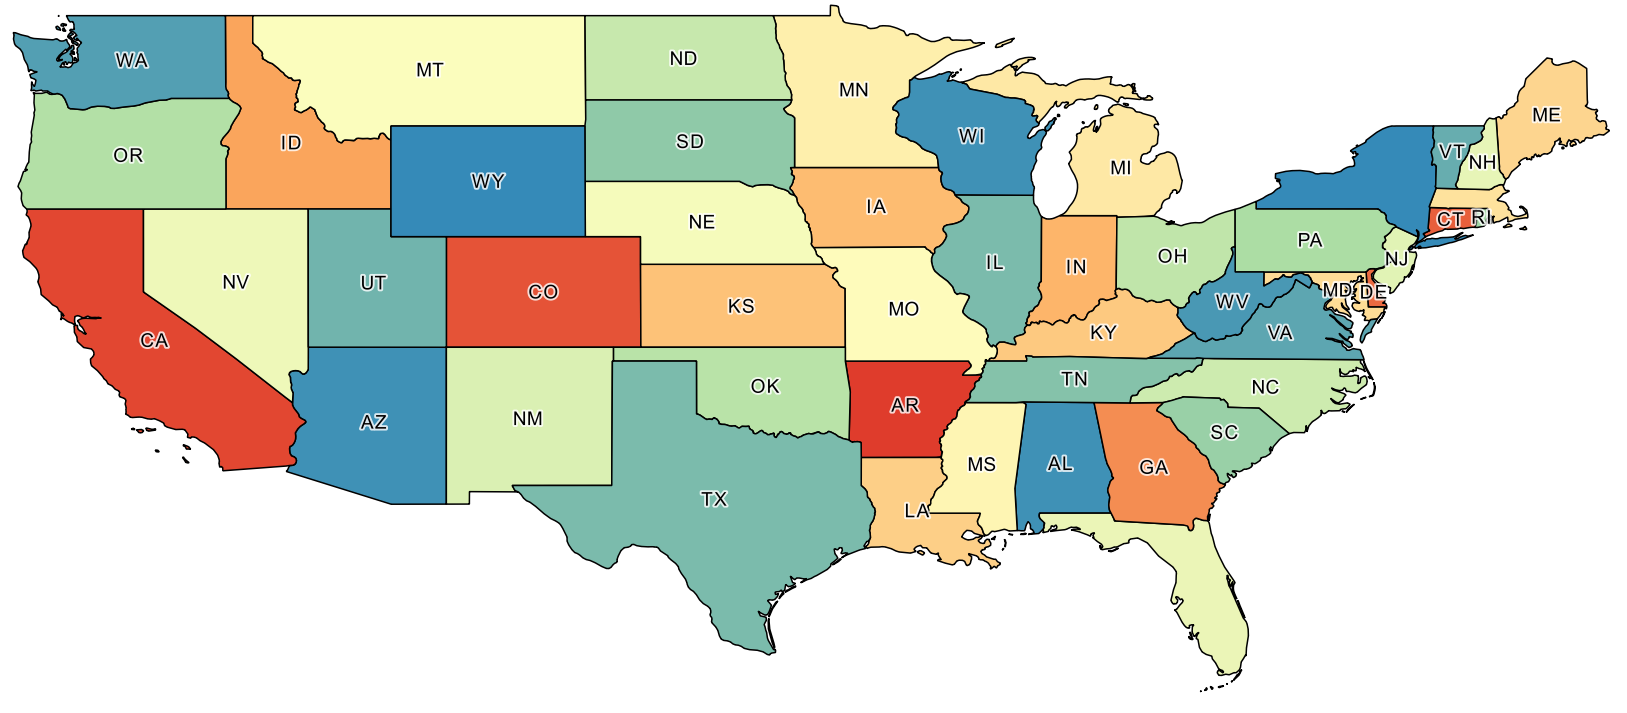 WA
MT
ND
MN
OR
ID
WY
SD
WI
MI
VT
NH
ME
NV
UT
CO
NE
IA
IL
IN
OH
PA
NJ
CT
RI
CA
KS
MO
KY
WV
VA
MD
DE
AZ
NM
OK
AR
TN
NC
SC
TX
LA
MS
AL
GA